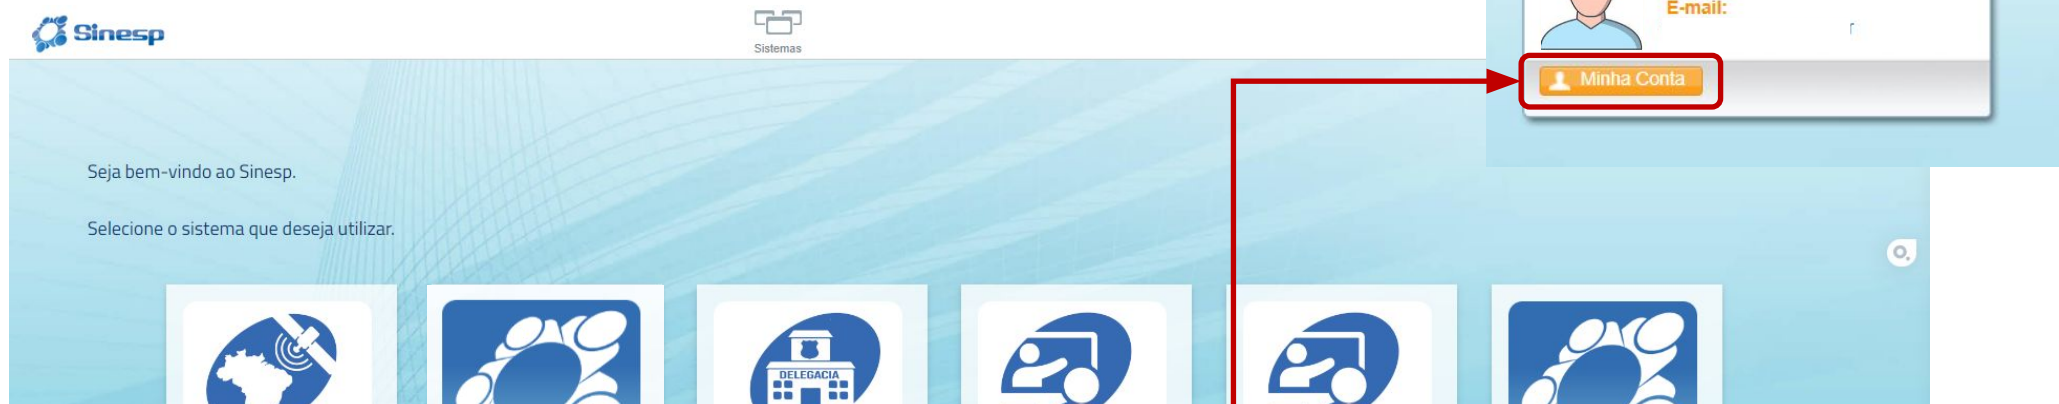 Sinesp
Sistemas
E-mail:
Minha Conta
Seja bem-vindo ao Sinesp.
Selecione o sistema que deseja utilizar.
DELEGACIA